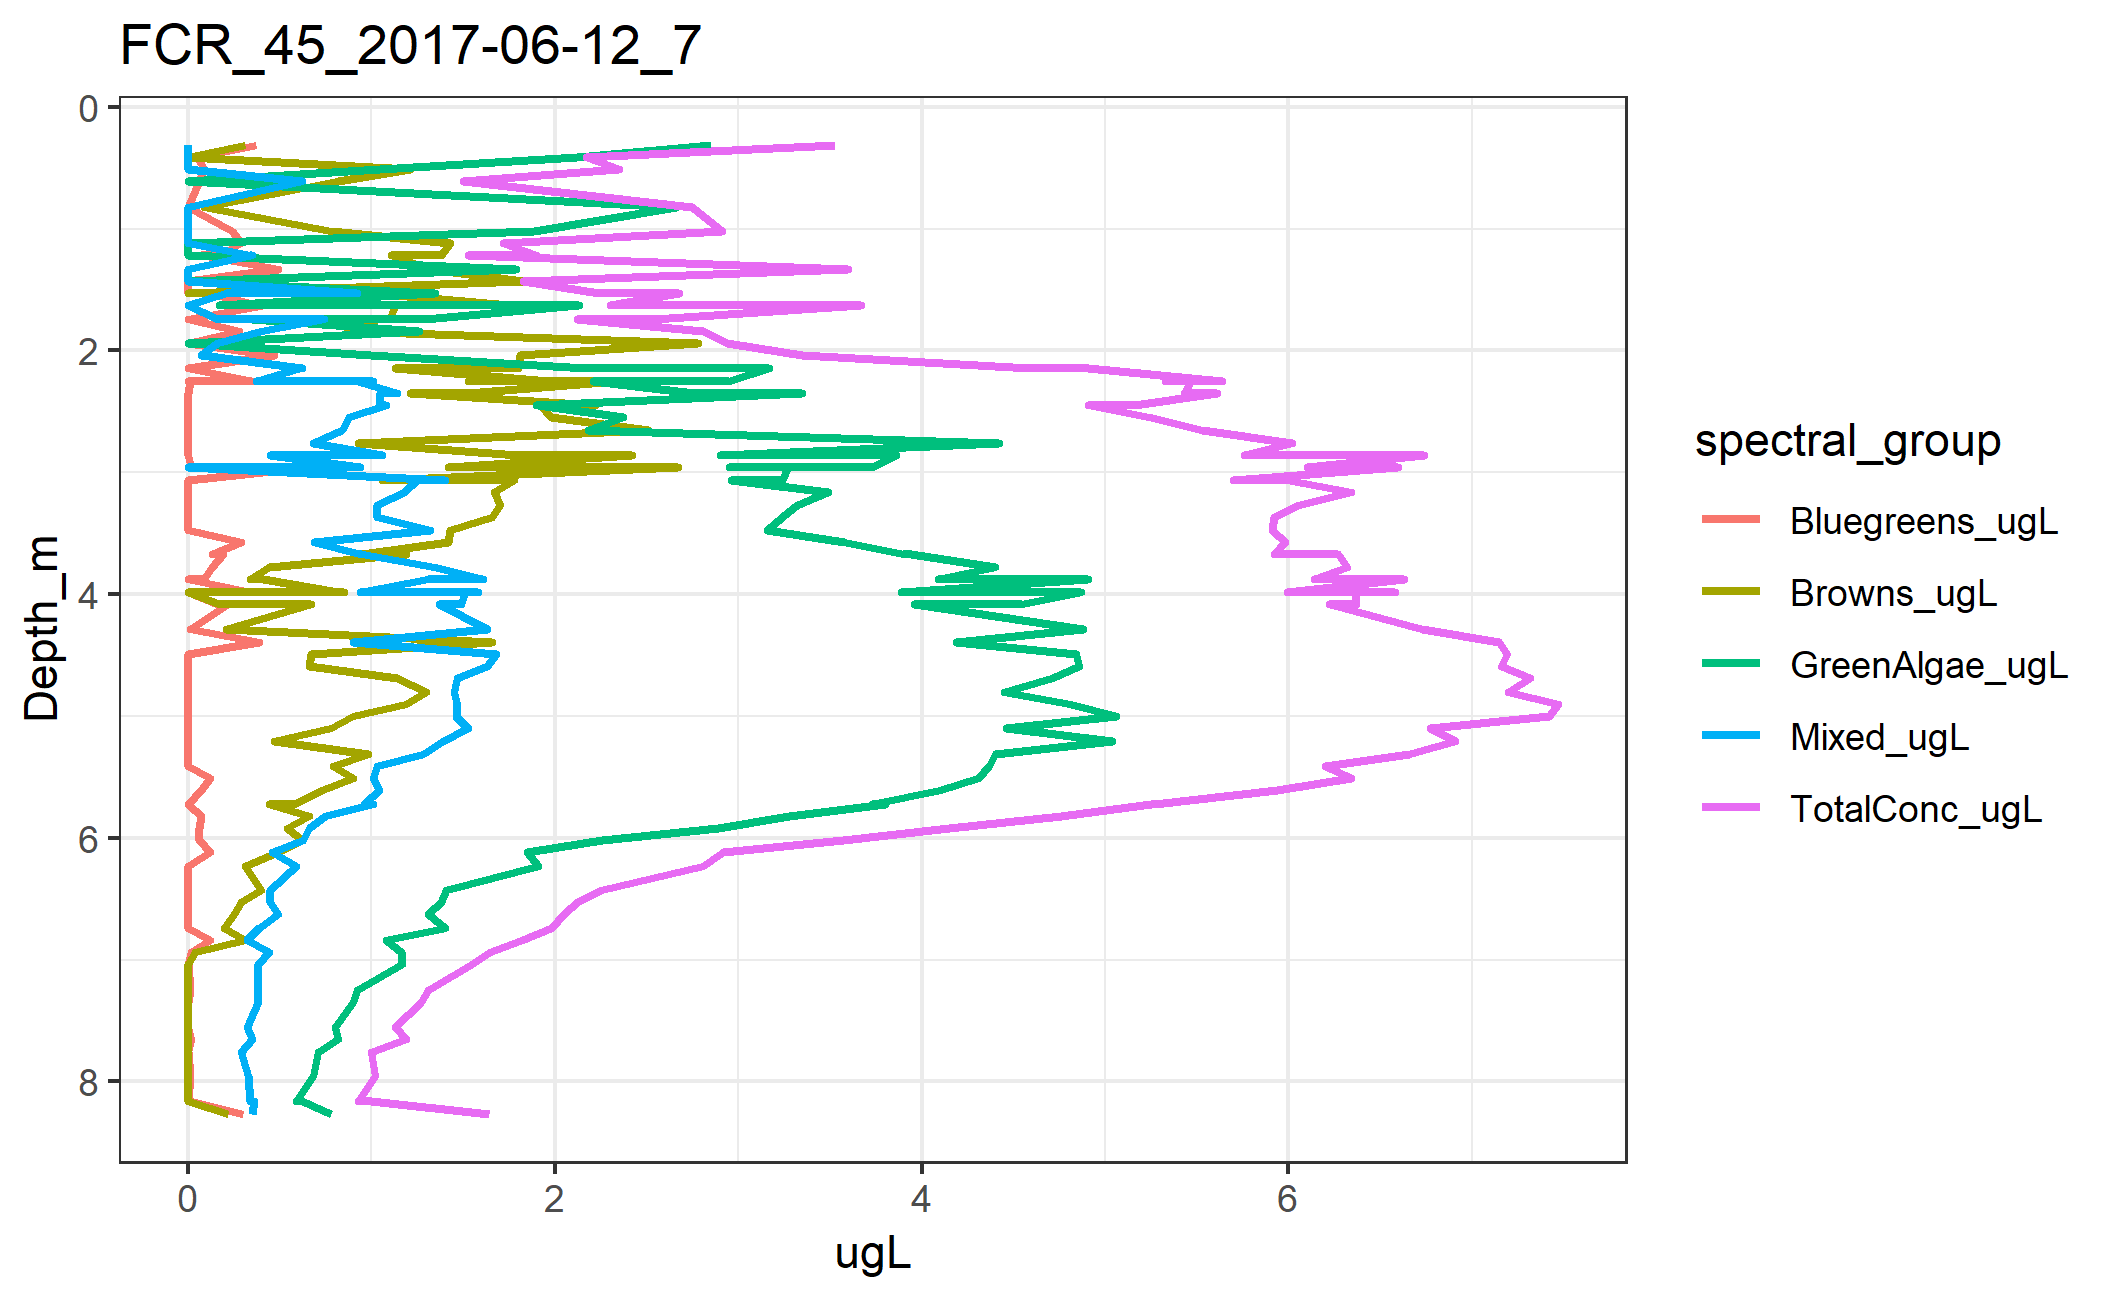 FCR_45_2017-06-12_7
0
2
4
6
8
Depth_m
0 2 4 6
ugL
spectral_group
Bluegreens_ugL
Browns_ugL
GreenAlgae_ugL
Mixed_ugL
TotalConc_ugL